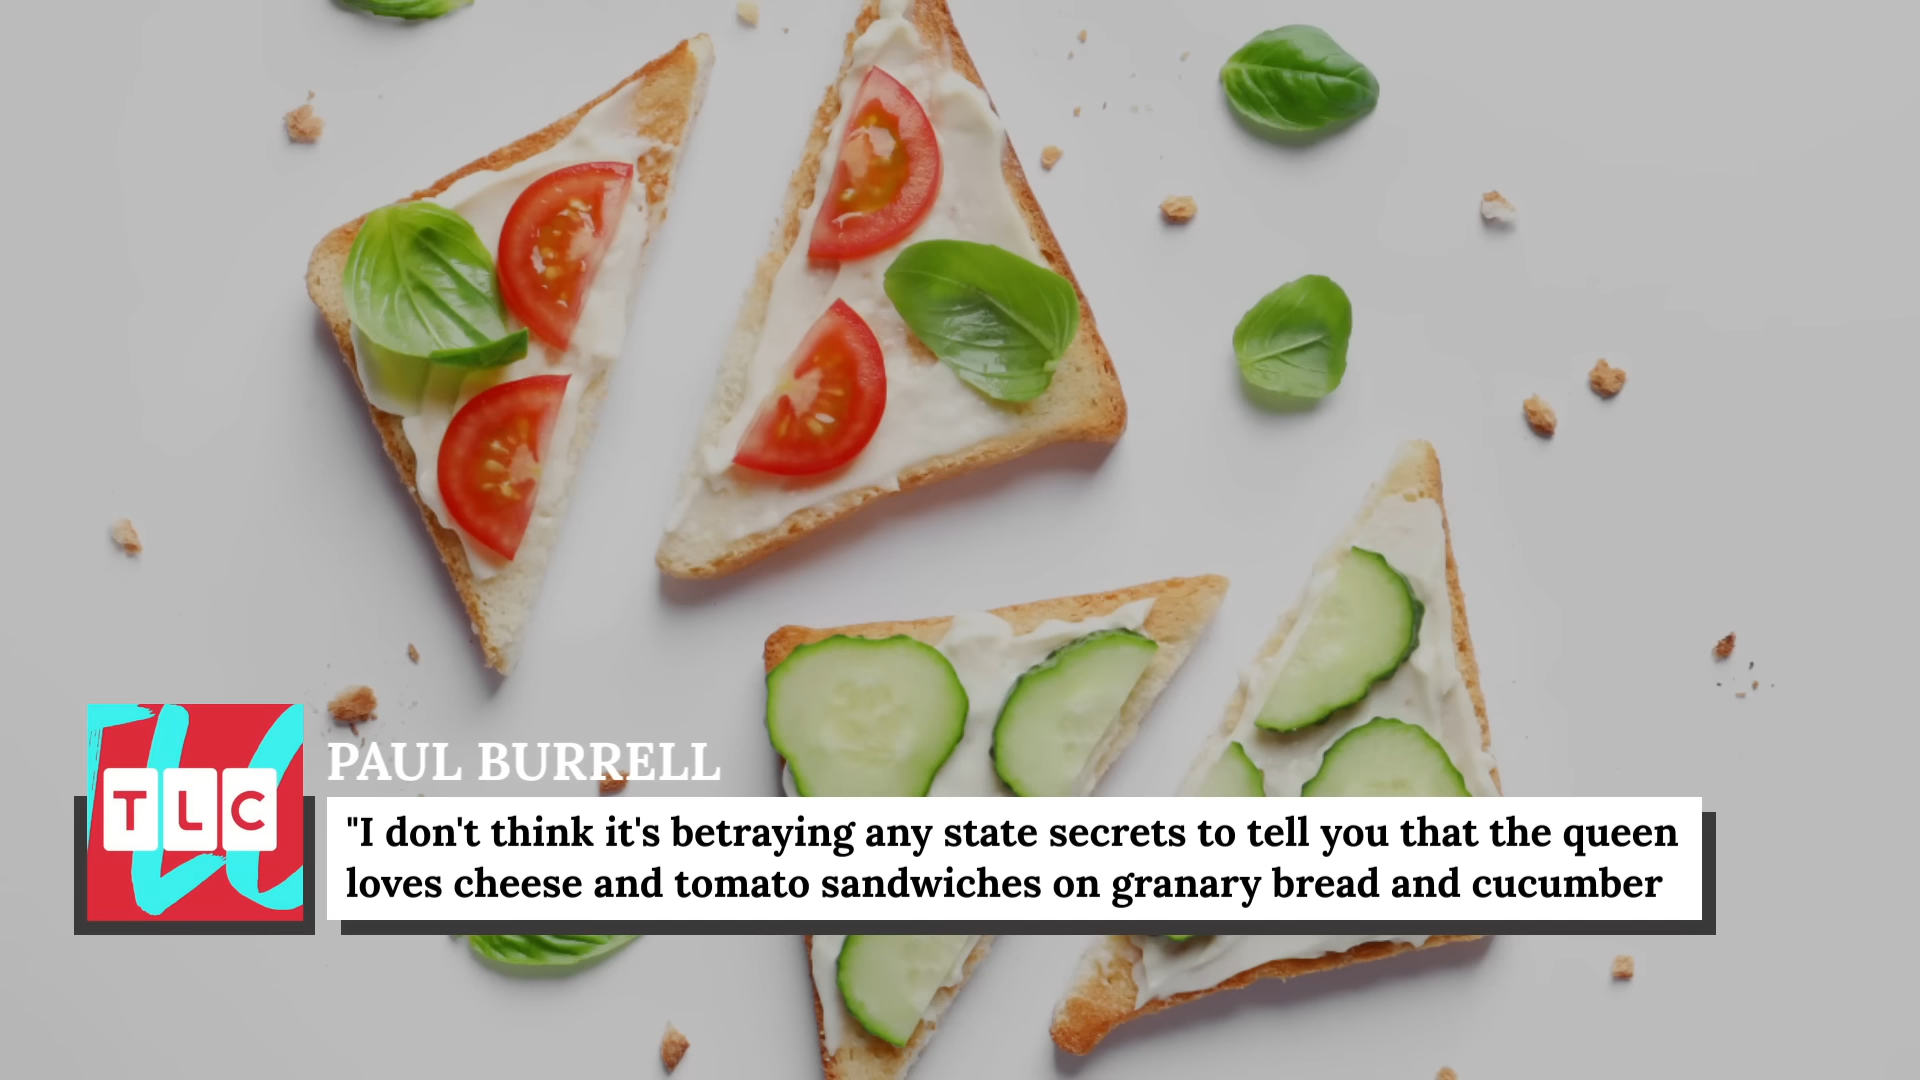 TLC
PAUL BURRELL
"I don't think it's betraying any state secrets to tell you that the queen
loves cheese and tomato sandwiches on granary bread and cucumber